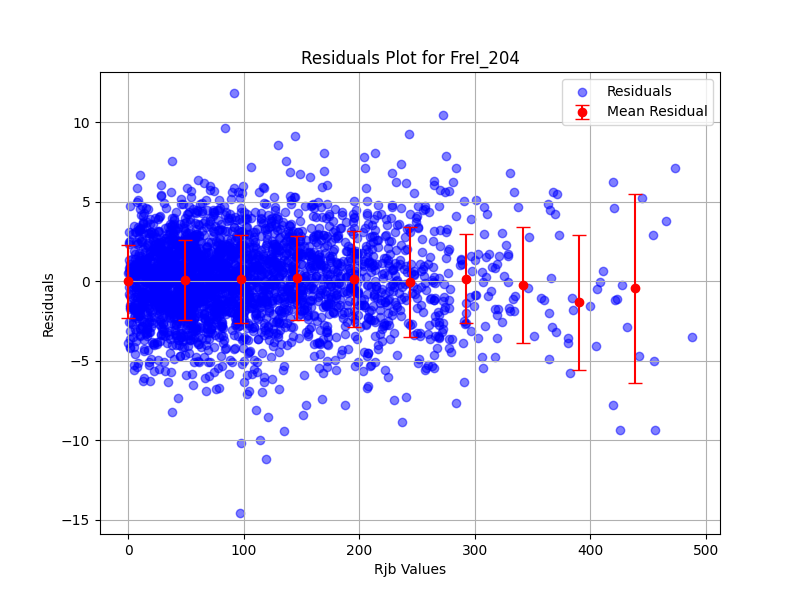 Residuals Plot for FreI_204
Residuals
Mean Residual
10
5
0
−5
−10
−15
Residuals
0
100
200
300
400
500
Rjb Values